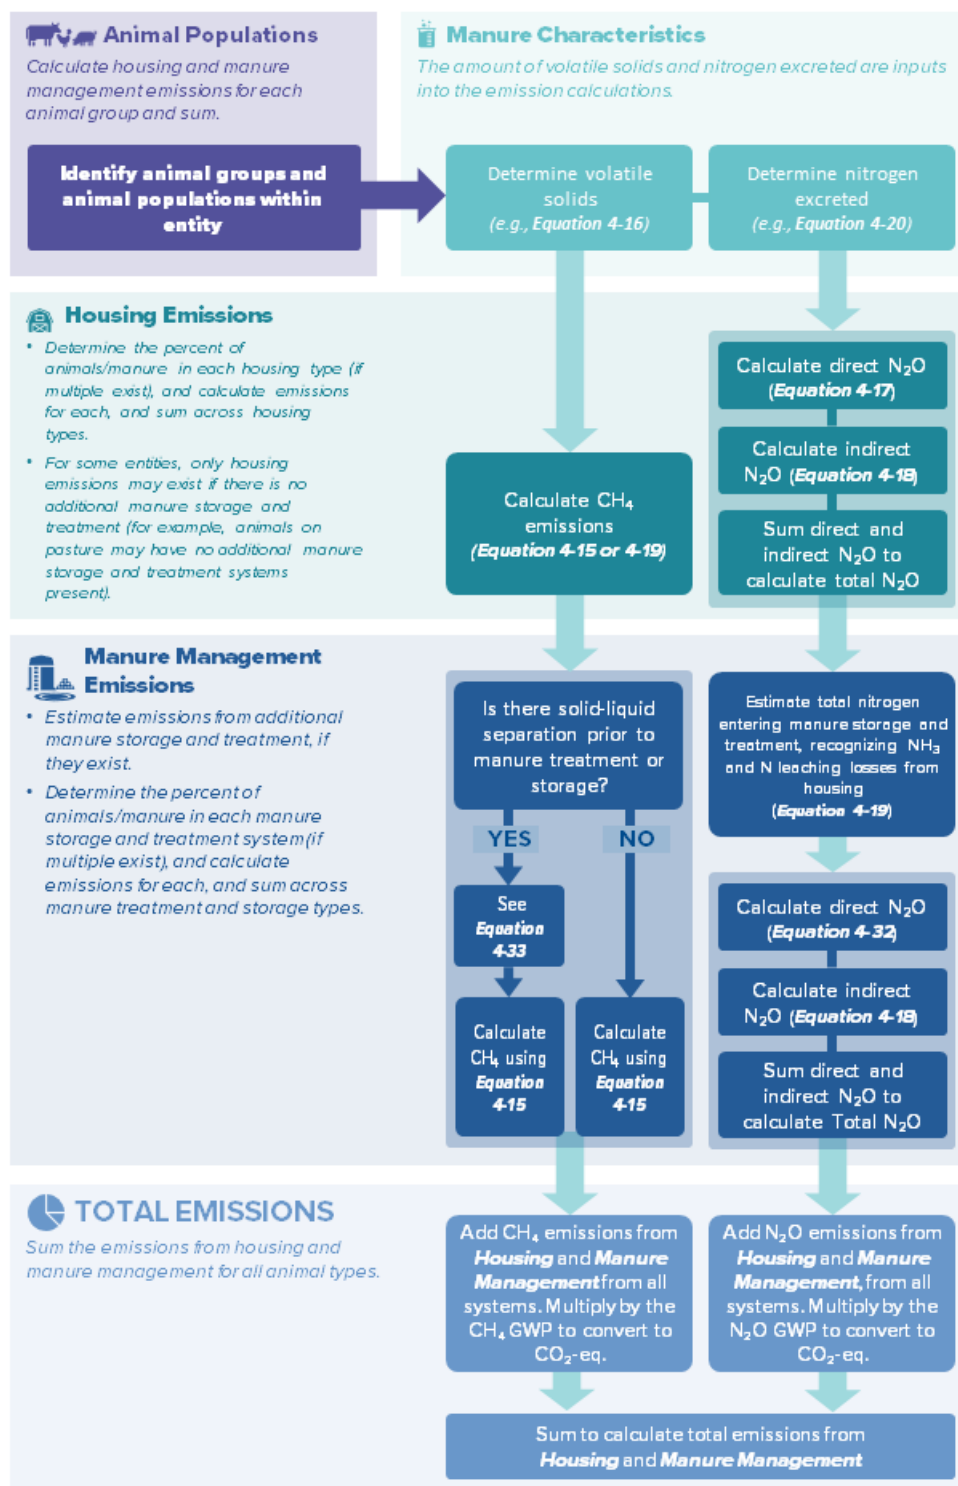 Animal Populations
Calculate housing and manure
management emissions for each
animal group and sum.
Identify animal groups and
animal populations within
entity
Manure Characteristics
The amount of volatile solids and nitrogen excreted are inputs
into the emission calculations.
Determine volatile
solids
(e.g., Equation 4-16)
Determine nitrogen
excreted
(e.g., Equation 4-20)
Housing Emissions
• Determine the percent of
animals/manure in each housing type (if
multiple exist), and calculate emissions
for each, and sum across housing
types.
• For some entities, only housing
emissions may exist if there is no
additional manure storage and
treatment (for example, animals on
pasture may have no additional manure
storage and treatment systems
present).
Calculate CH₄
emissions
(Equation 4-15 or 4-19)
Calculate direct N₂O
(Equation 4-17)
Calculate indirect
N₂O (Equation 4-18)
Sum direct and
indirect N₂O to
calculate total N₂O
Manure Management
Emissions
• Estimate emissions from additional
manure storage and treatment, if
they exist.
• Determine the percent of
animals/manure in each manure
storage and treatment system (if
multiple exist), and calculate
emissions for each, and sum across
manure treatment and storage types.
Is there solid-liquid
separation prior to
manure treatment or
storage?
YES
NO
See
Equation
4-33
Calculate
CH₄ using
Equation
4-15
Calculate
CH₄ using
Equation
4-15
Estimate total nitrogen
entering manure storage and
treatment, recognizing NH₃
and N leaching losses from
housing
(Equation 4-19)
Calculate direct N₂O
(Equation 4-32)
Calculate indirect
N₂O (Equation 4-18)
Sum direct and
indirect N₂O to
calculate Total N₂O
TOTAL EMISSIONS
Sum the emissions from housing and
manure management for all animal types.
Add CH₄ emissions from
Housing and Manure
Management from all
systems. Multiply by the
CH₄ GWP to convert to
CO₂-eq.
Add N₂O emissions from
Housing and Manure
Management, from all
systems. Multiply by the
N₂O GWP to convert to
CO₂-eq.
Sum to calculate total emissions from
Housing and Manure Management